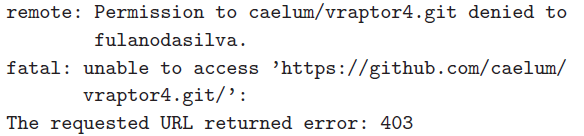 remote: Permission to caelum/vraptor4.git denied to
fulanodasilva.
fatal: unable to access ’https://github.com/caelum/
vraptor4.git/’:
The requested URL returned error: 403